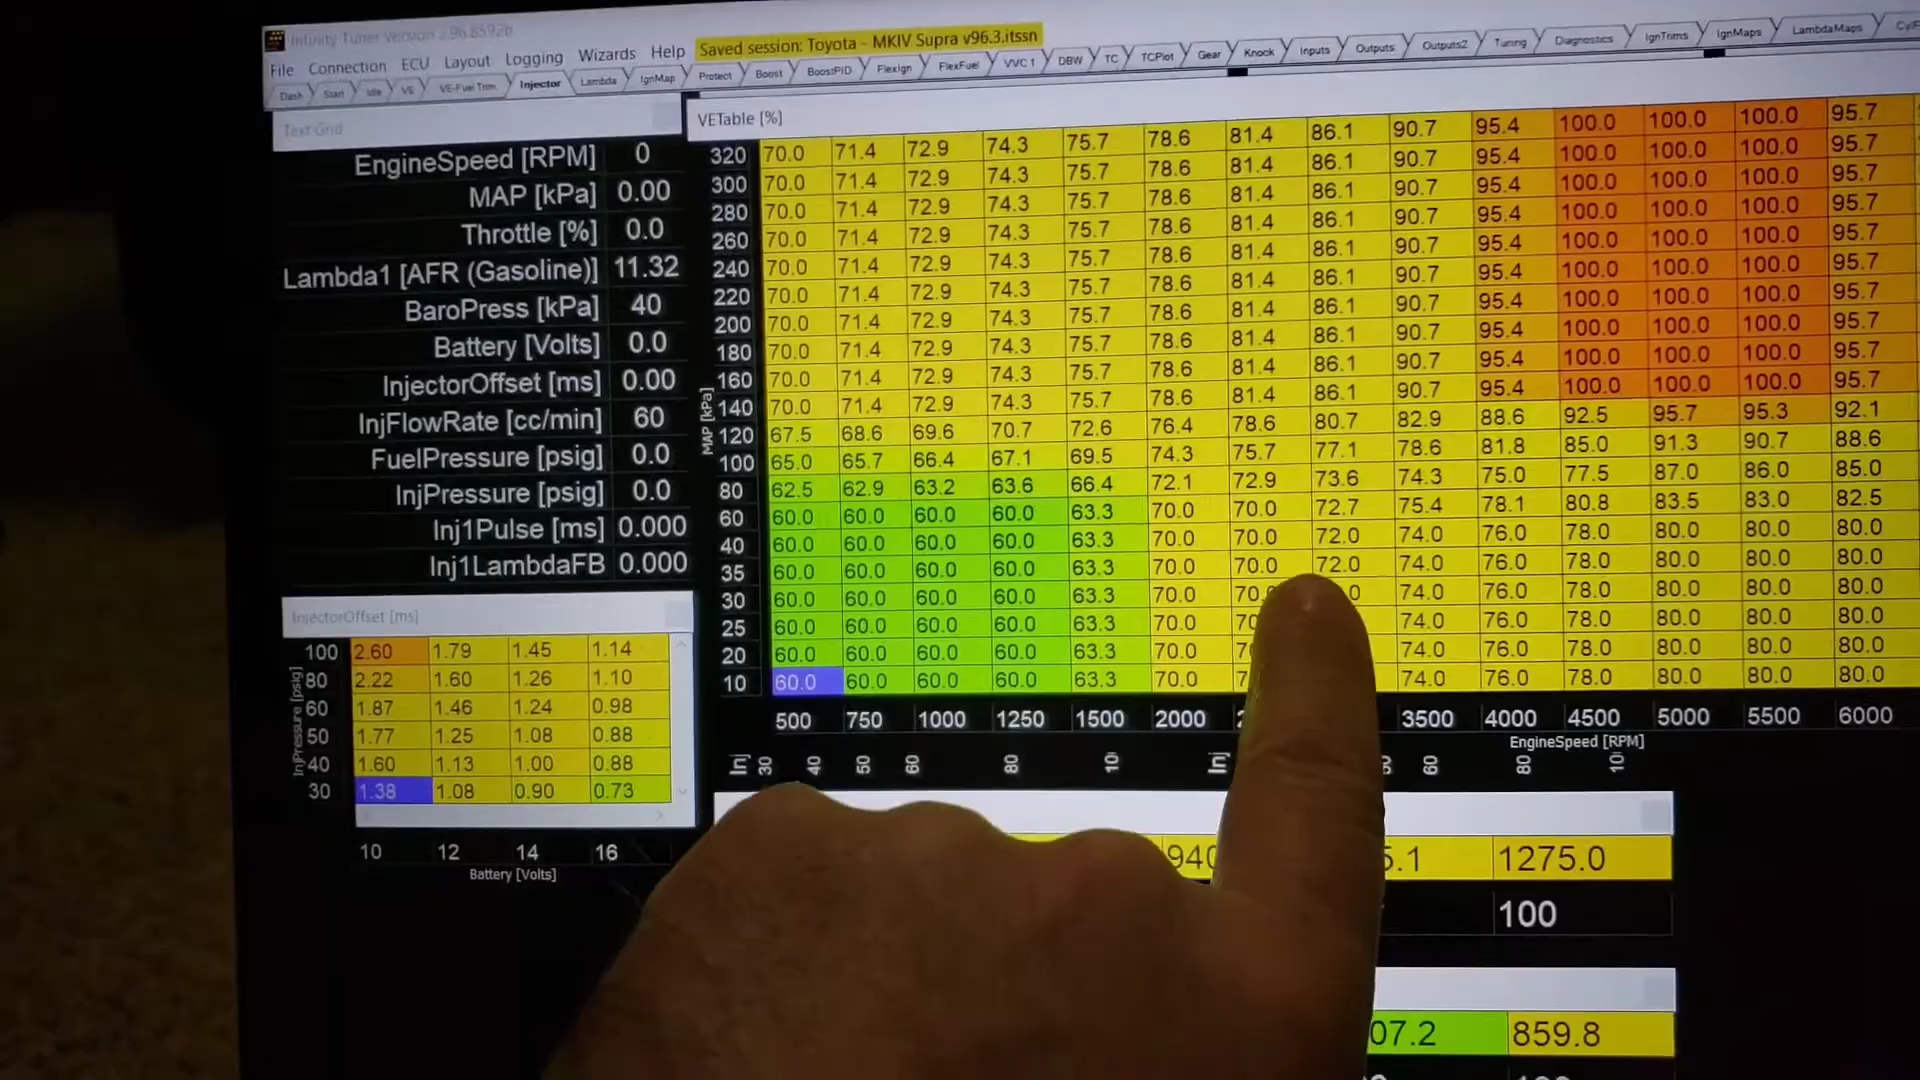 Infinity Tuner Version 2.96.8592b
File Connection ECU Layout Logging Wizards Help Saved session: Toyota - MKIV Supra v96.3.itssn
Dash Start Idle VE VE-Fuel Trim Injector Lambda IgnMap Protect Boost BoostPID FlexIgn FlexFuel VVC 1 DBW TC TCPlot Gear Knock Inputs Outputs Outputs2 Tuning Diagnostics IgnTrims IgnMaps LambdaMaps
Text Grid
EngineSpeed [RPM] 0
MAP [kPa] 0.00
Throttle [%] 0.0
Lambda1 [AFR (Gasoline)] 11.32
BaroPress [kPa] 40
Battery [Volts] 0.0
InjectorOffset [ms] 0.00
InjFlowRate [cc/min] 60
FuelPressure [psig] 0.0
InjPressure [psig] 0.0
Inj1Pulse [ms] 0.000
Inj1LambdaFB 0.000
InjectorOffset [ms]
100 2.60 1.79 1.45 1.14
80 2.22 1.60 1.26 1.10
60 1.87 1.46 1.24 0.98
50 1.77 1.25 1.08 0.88
40 1.60 1.13 1.00 0.88
30 1.38 1.08 0.90 0.73
InjPressure [psig]
10 12 14 16
Battery [Volts]
VETable [%]
320 70.0 71.4 72.9 74.3 75.7 78.6 81.4 86.1 90.7 95.4 100.0 100.0 100.0 95.7
300 70.0 71.4 72.9 74.3 75.7 78.6 81.4 86.1 90.7 95.4 100.0 100.0 100.0 95.7
280 70.0 71.4 72.9 74.3 75.7 78.6 81.4 86.1 90.7 95.4 100.0 100.0 100.0 95.7
260 70.0 71.4 72.9 74.3 75.7 78.6 81.4 86.1 90.7 95.4 100.0 100.0 100.0 95.7
240 70.0 71.4 72.9 74.3 75.7 78.6 81.4 86.1 90.7 95.4 100.0 100.0 100.0 95.7
220 70.0 71.4 72.9 74.3 75.7 78.6 81.4 86.1 90.7 95.4 100.0 100.0 100.0 95.7
200 70.0 71.4 72.9 74.3 75.7 78.6 81.4 86.1 90.7 95.4 100.0 100.0 100.0 95.7
180 70.0 71.4 72.9 74.3 75.7 78.6 81.4 86.1 90.7 95.4 100.0 100.0 100.0 95.7
160 70.0 71.4 72.9 74.3 75.7 78.6 81.4 86.1 90.7 95.4 100.0 100.0 100.0 95.7
140 70.0 71.4 72.9 74.3 75.7 78.6 81.4 86.1 90.7 95.4 100.0 100.0 100.0 95.7
120 67.5 68.6 69.6 70.7 72.6 76.4 78.6 80.7 82.9 88.6 92.5 95.7 95.3 92.1
100 65.0 65.7 66.4 67.1 69.5 74.3 75.7 77.1 78.6 81.8 85.0 91.3 90.7 88.6
80 62.5 62.9 63.2 63.6 66.4 72.1 72.9 73.6 74.3 75.0 77.5 87.0 86.0 85.0
60 60.0 60.0 60.0 60.0 63.3 70.0 70.0 72.7 75.4 78.1 80.8 83.5 83.0 82.5
40 60.0 60.0 60.0 60.0 63.3 70.0 70.0 72.0 74.0 76.0 78.0 80.0 80.0 80.0
35 60.0 60.0 60.0 60.0 63.3 70.0 70.0 72.0 74.0 76.0 78.0 80.0 80.0 80.0
30 60.0 60.0 60.0 60.0 63.3 70.0 74.0 76.0 78.0 80.0 80.0 80.0
25 60.0 60.0 60.0 60.0 63.3 70.0 74.0 76.0 78.0 80.0 80.0 80.0
20 60.0 60.0 60.0 60.0 63.3 70.0 74.0 76.0 78.0 80.0 80.0 80.0
10 60.0 60.0 60.0 60.0 63.3 70.0 74.0 76.0 78.0 80.0 80.0 80.0
MAP [kPa]
500 750 1000 1250 1500 2000 3500 4000 4500 5000 5500 6000
EngineSpeed [RPM]
Inj 30 40 50 60 80 10 Inj 60 80 10
940 5.1 1275.0
100
07.2 859.8